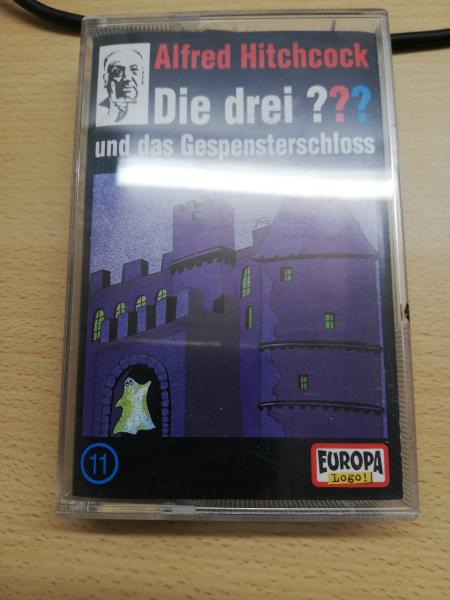 Alfred Hitchcock
Die drei ???
und das Gespensterschloss
11
EUROPA
Logo!